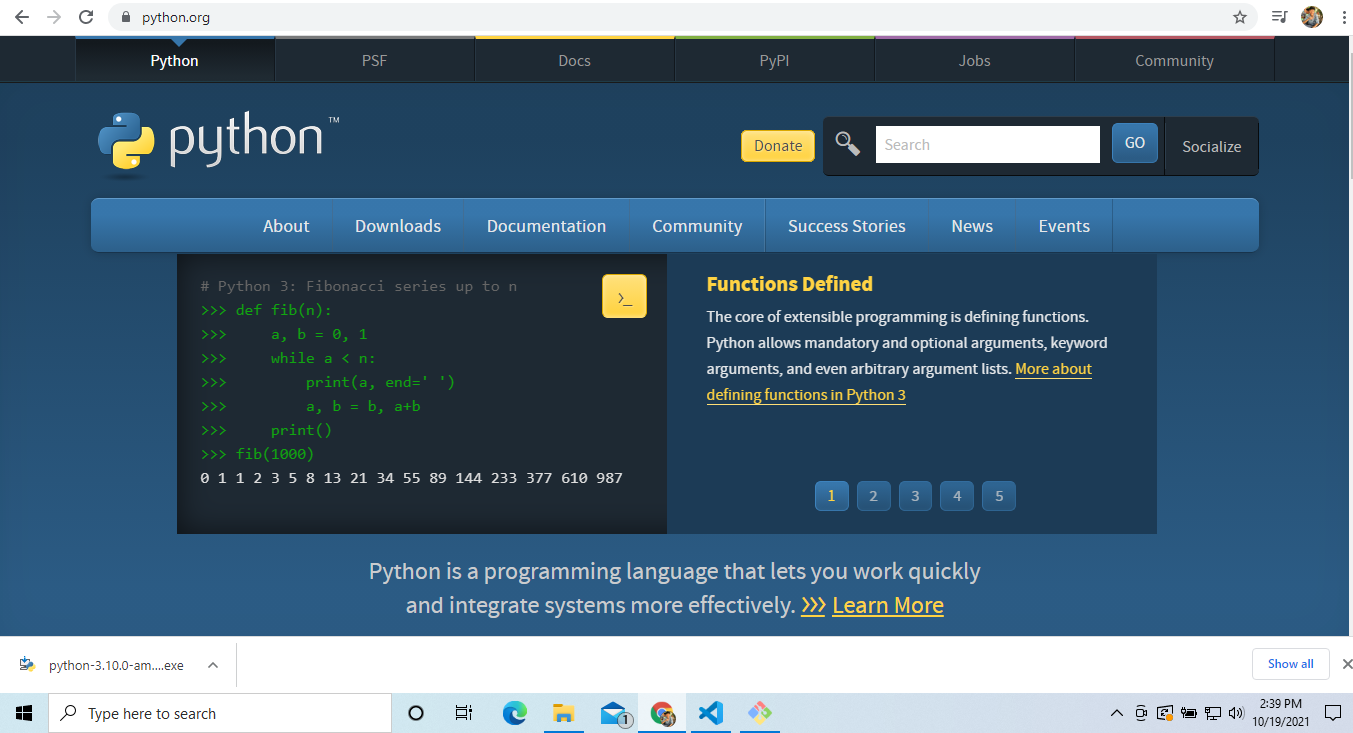 python.org
Python PSF Docs PyPI Jobs Community
python™
Donate Search GO Socialize
About Downloads Documentation Community Success Stories News Events
# Python 3: Fibonacci series up to n
>>> def fib(n):
>>>     a, b = 0, 1
>>>     while a < n:
>>>         print(a, end=' ')
>>>         a, b = b, a+b
>>>     print()
>>> fib(1000)
0 1 1 2 3 5 8 13 21 34 55 89 144 233 377 610 987
>_
Functions Defined
The core of extensible programming is defining functions.
Python allows mandatory and optional arguments, keyword
arguments, and even arbitrary argument lists. More about
defining functions in Python 3
1 2 3 4 5
Python is a programming language that lets you work quickly
and integrate systems more effectively. >>> Learn More
python-3.10.0-am....exe Show all
Type here to search 1 2:39 PM
10/19/2021